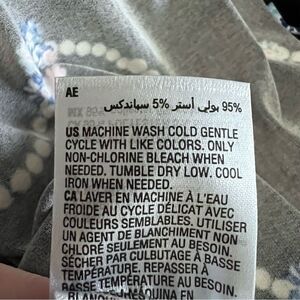 AE
95% بولي أستر 5% سباندكس
US MACHINE WASH COLD GENTLE
CYCLE WITH LIKE COLORS. ONLY
NON-CHLORINE BLEACH WHEN
NEEDED. TUMBLE DRY LOW. COOL
IRON WHEN NEEDED.
CA LAVER EN MACHINE À L'EAU
FROIDE AU CYCLE DÉLICAT AVEC
COULEURS SEMBLABLES. UTILISER
UN AGENT DE BLANCHIMENT NON
CHLORÉ SEULEMENT AU BESOIN.
SÉCHER PAR CULBUTAGE À BASSE
TEMPÉRATURE. REPASSER À
BASSE TEMPÉRATURE AU BESOIN.